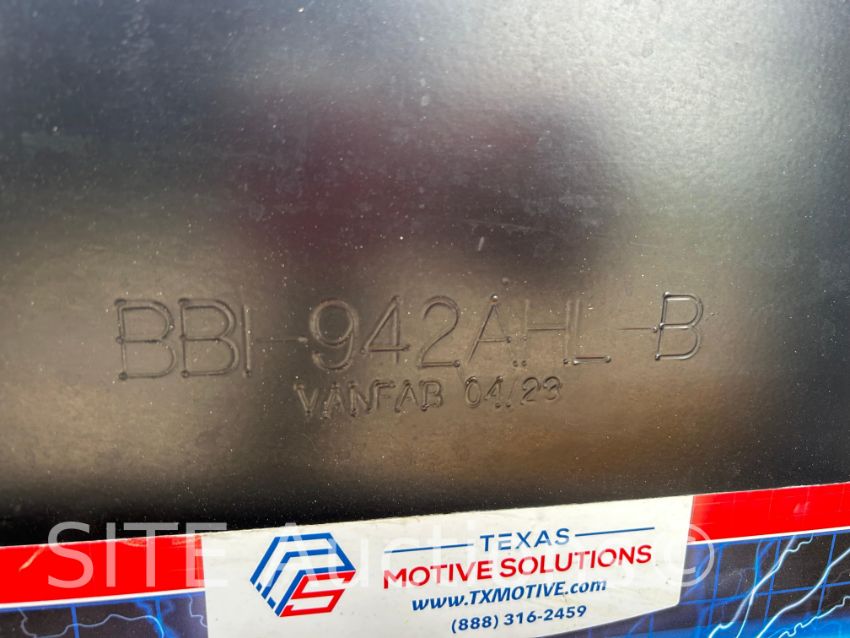 BBI-942AHL-B
VANFAB 04/23
TEXAS
MOTIVE SOLUTIONS
www.TXMOTIVE.com
(888) 316-2459
SITE Auctions ©